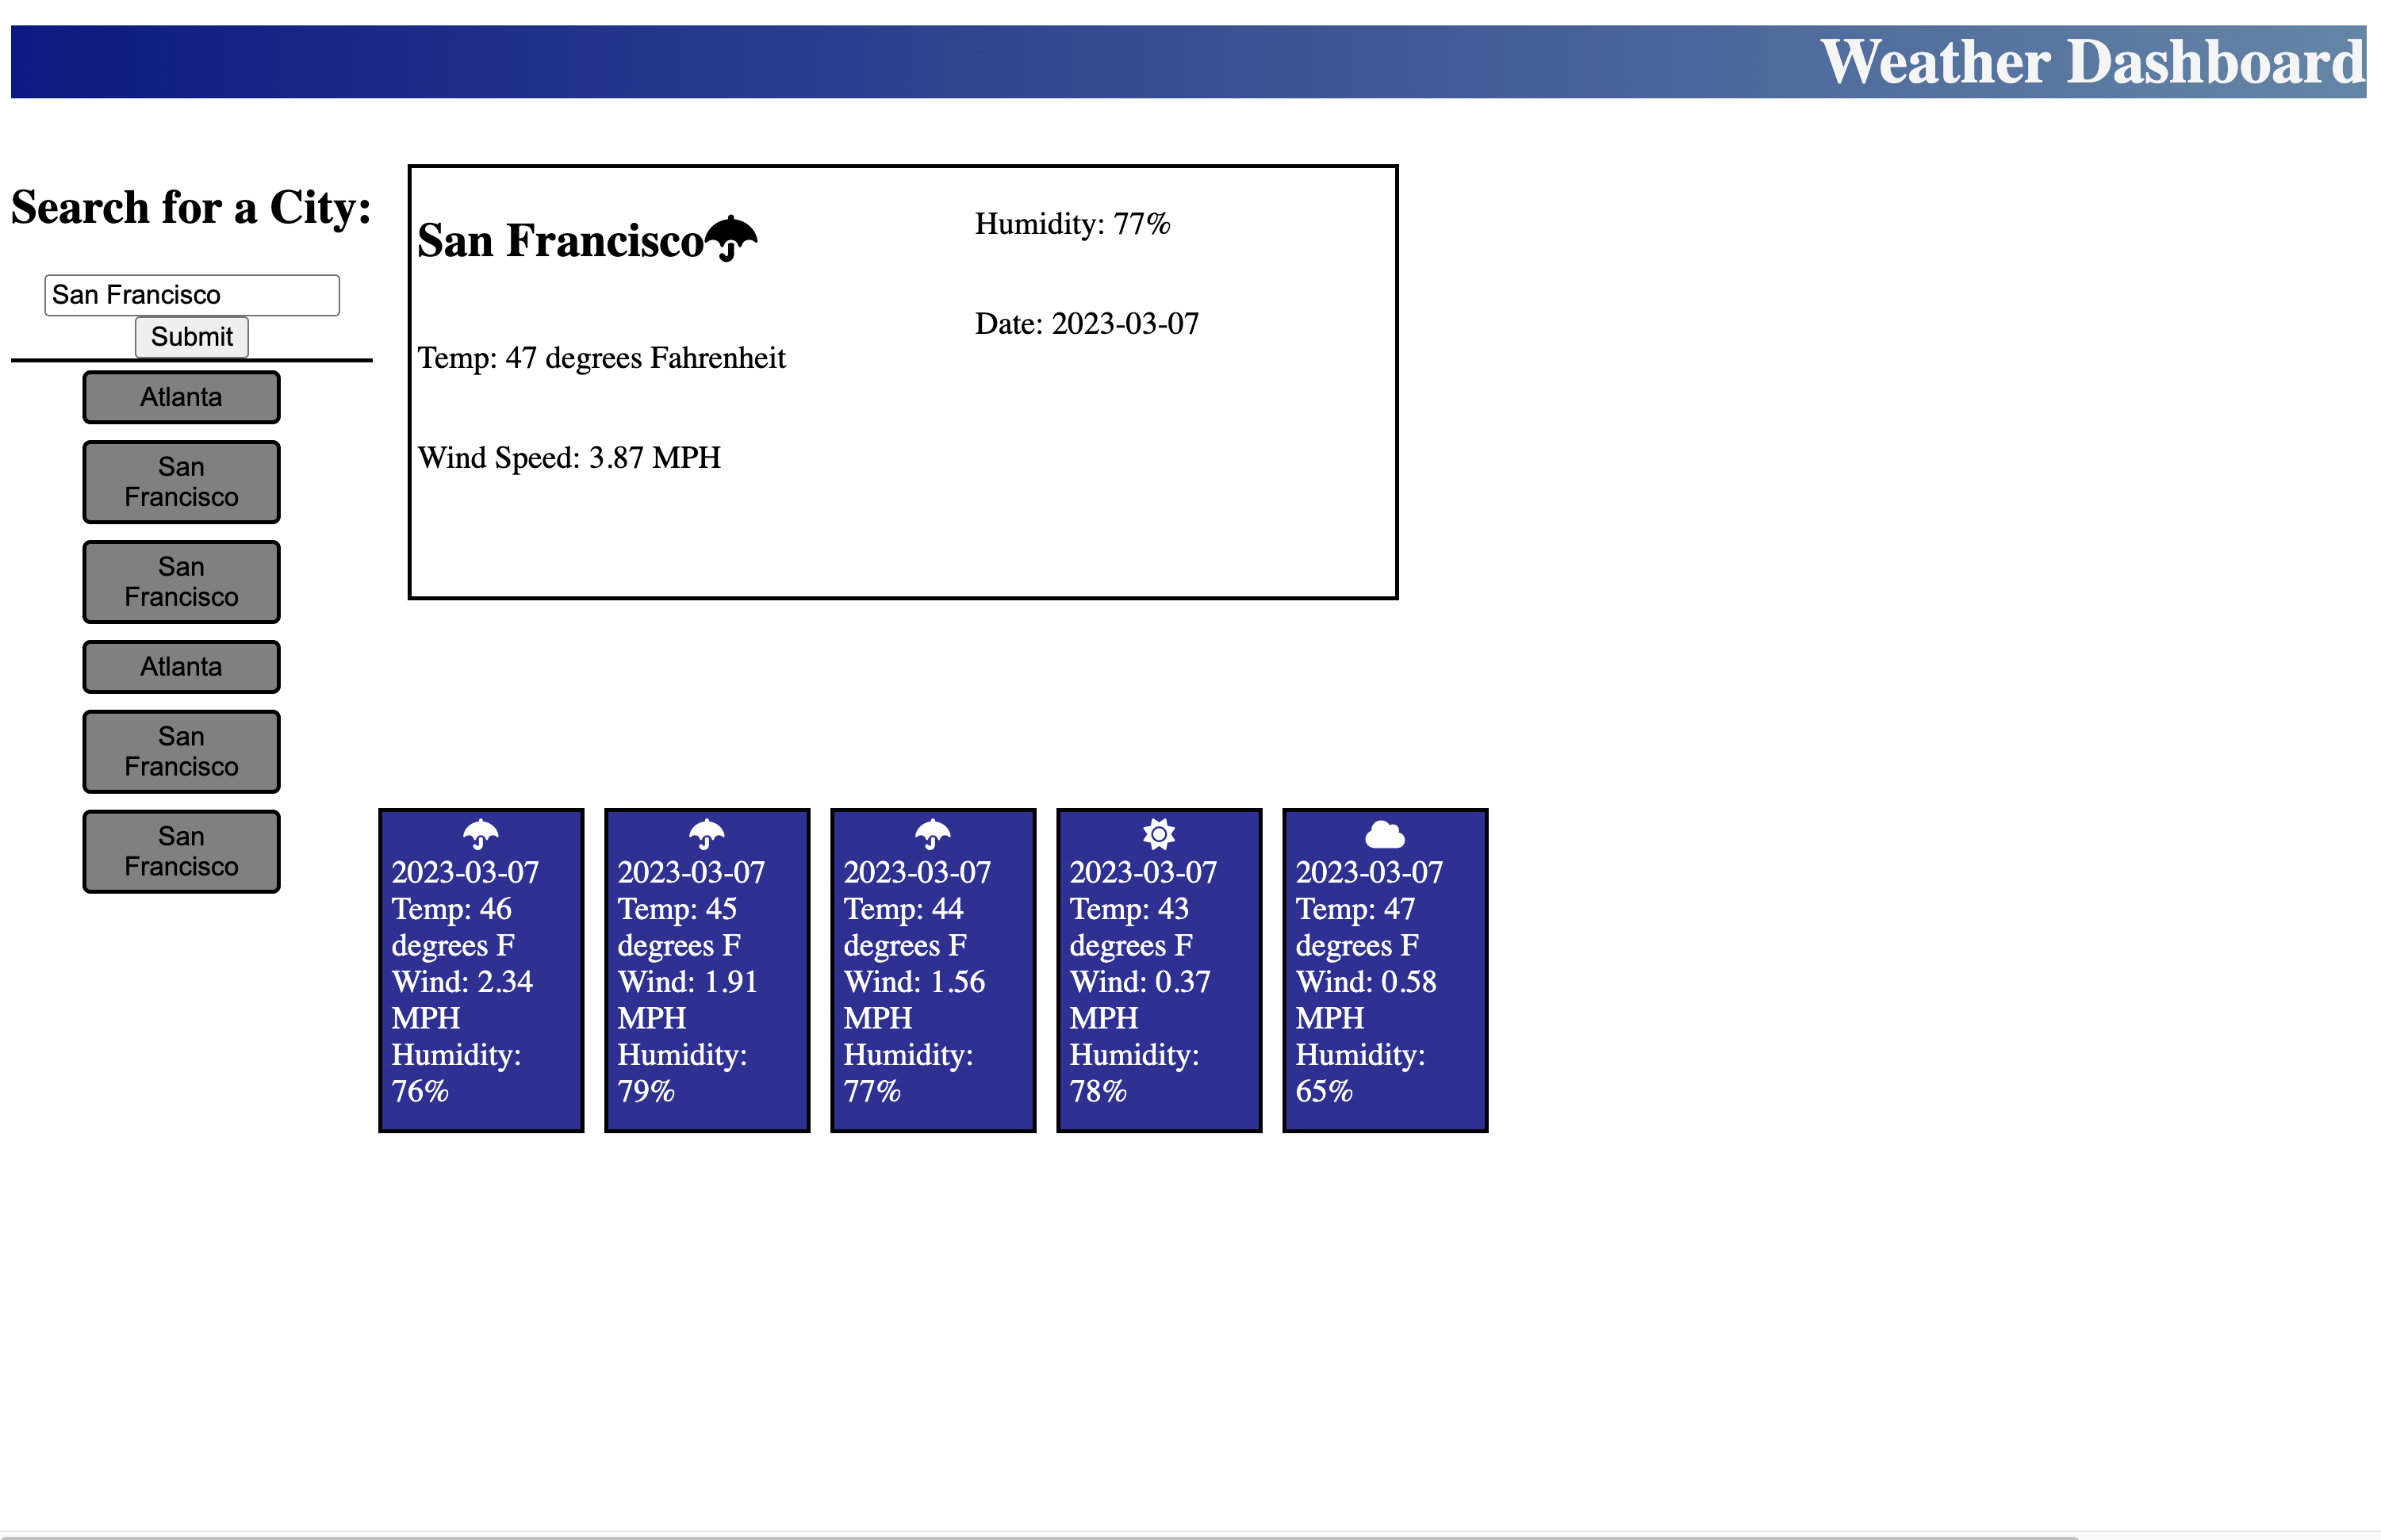 Weather Dashboard
Search for a City:
San Francisco
Submit
Atlanta
San
Francisco
San
Francisco
Atlanta
San
Francisco
San
Francisco
San Francisco
Temp: 47 degrees Fahrenheit
Wind Speed: 3.87 MPH
Humidity: 77%
Date: 2023-03-07
2023-03-07
Temp: 46
degrees F
Wind: 2.34
MPH
Humidity:
76%
2023-03-07
Temp: 45
degrees F
Wind: 1.91
MPH
Humidity:
79%
2023-03-07
Temp: 44
degrees F
Wind: 1.56
MPH
Humidity:
77%
2023-03-07
Temp: 43
degrees F
Wind: 0.37
MPH
Humidity:
78%
2023-03-07
Temp: 47
degrees F
Wind: 0.58
MPH
Humidity:
65%